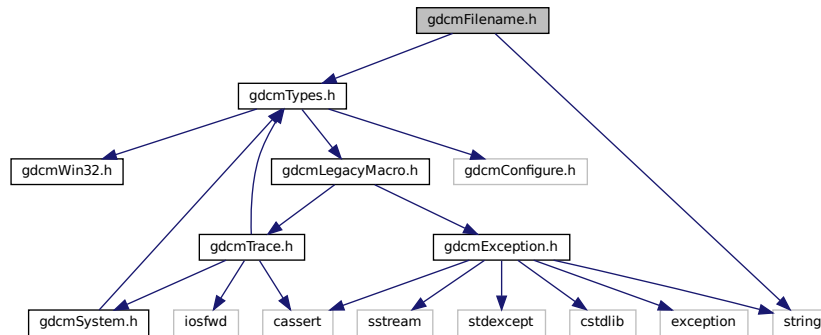 gdcmFilename.h
gdcmTypes.h
gdcmWin32.h
gdcmLegacyMacro.h
gdcmConfigure.h
gdcmTrace.h
gdcmException.h
gdcmSystem.h
iosfwd
cassert
sstream
stdexcept
cstdlib
exception
string